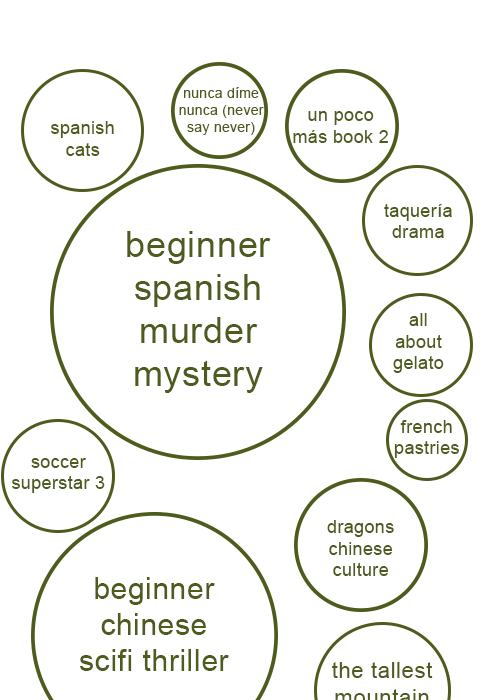 spanish
cats
nunca díme
nunca (never
say never)
un poco
más book 2
taquería
drama
beginner
spanish
murder
mystery
all
about
gelato
french
pastries
soccer
superstar 3
dragons
chinese
culture
beginner
chinese
scifi thriller
the tallest
mountain